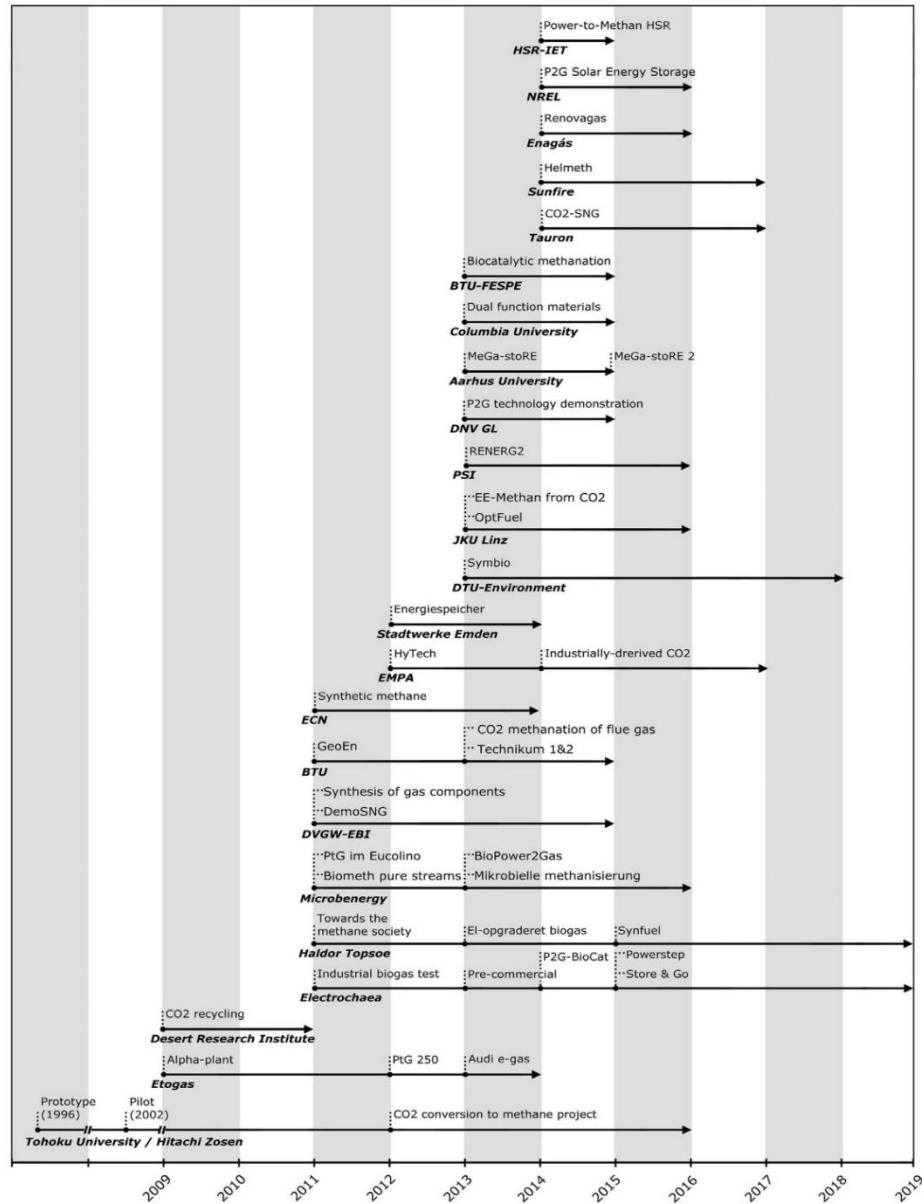 Power-to-Methan HSR
HSR-IET
P2G Solar Energy Storage
NREL
Renovagas
Enagás
Helmeth
Sunfire
CO2-SNG
Tauron
Biocatalytic methanation
BTU-FESPE
Dual function materials
Columbia University
MeGa-stoRE MeGa-stoRE 2
Aarhus University
P2G technology demonstration
DNV GL
RENERG2
PSI
EE-Methan from CO2
OptFuel
JKU Linz
Symbio
DTU-Environment
Energiespeicher
Stadtwerke Emden
HyTech Industrially-drerived CO2
EMPA
Synthetic methane
ECN
CO2 methanation of flue gas
GeoEn Technikum 1&2
BTU
Synthesis of gas components
DemoSNG
DVGW-EBI
PtG im Eucolino BioPower2Gas
Biometh pure streams Mikrobielle methanisierung
Microbenergy
Towards the
methane society El-opgraderet biogas Synfuel
Haldor Topsoe
P2G-BioCat Powerstep
Industrial biogas test Pre-commercial Store & Go
Electrochaea
CO2 recycling
Desert Research Institute
Alpha-plant PtG 250 Audi e-gas
Etogas
Prototype Pilot
(1996) (2002) CO2 conversion to methane project
Tohoku University / Hitachi Zosen
2009 2010 2011 2012 2013 2014 2015 2016 2017 2018 2019